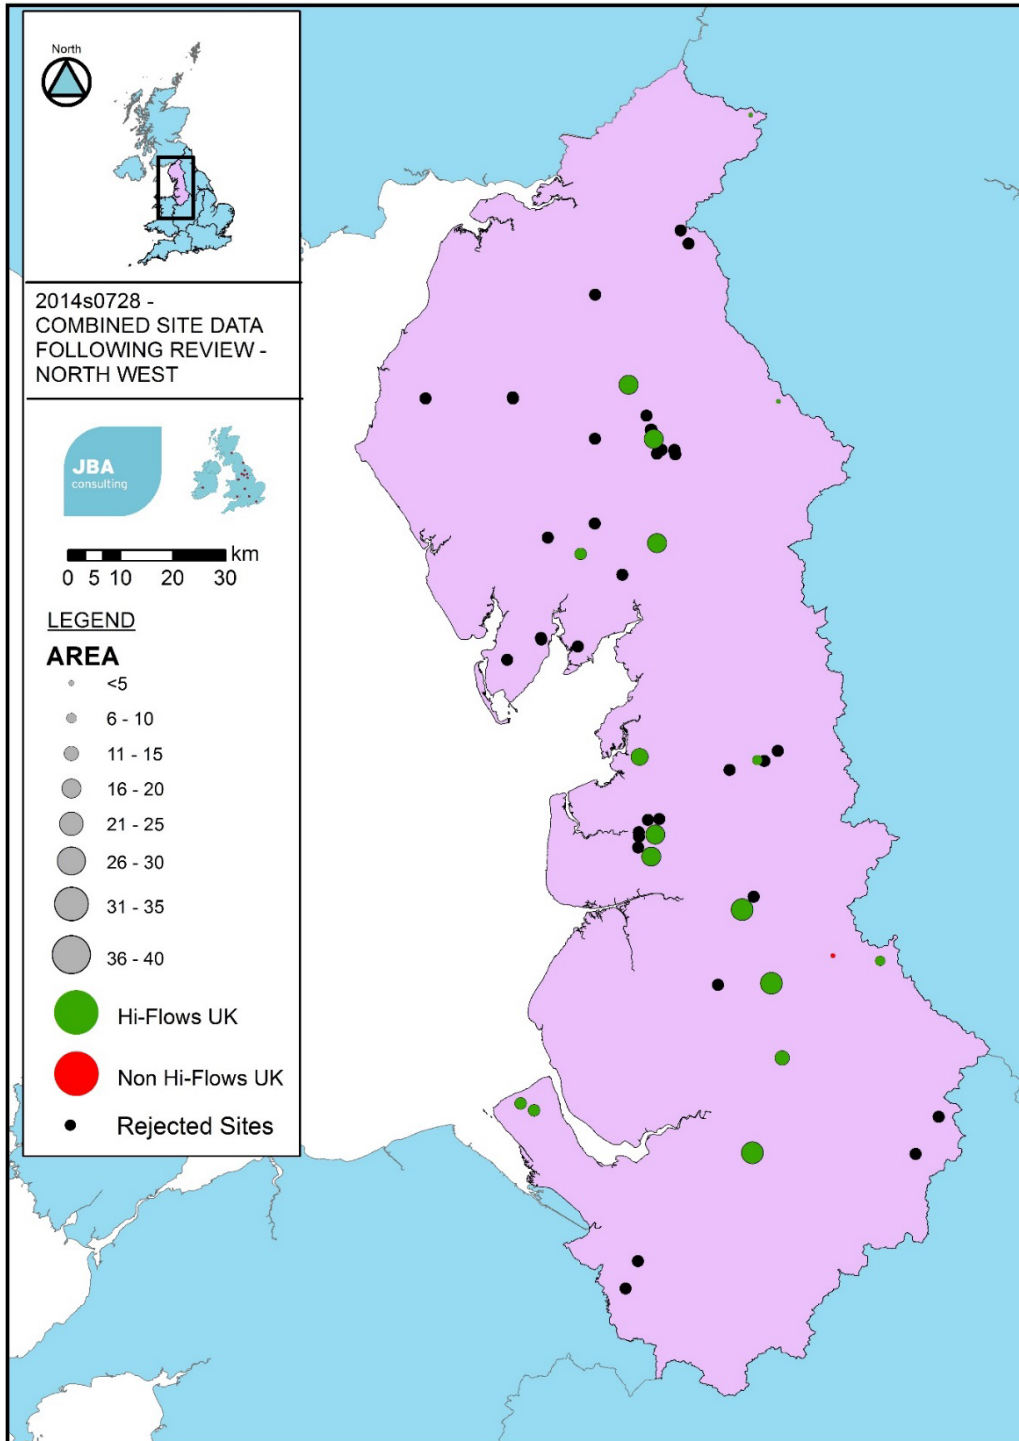 North
2014s0728 -
COMBINED SITE DATA
FOLLOWING REVIEW -
NORTH WEST
JBA
consulting
km
0 5 10 20 30
LEGEND
AREA
<5
6 - 10
11 - 15
16 - 20
21 - 25
26 - 30
31 - 35
36 - 40
Hi-Flows UK
Non Hi-Flows UK
Rejected Sites